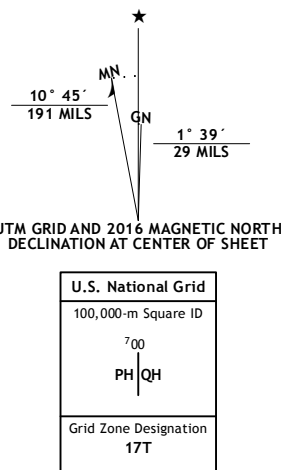 MN
GN
10° 45´
191 MILS
1° 39´
29 MILS
UTM GRID AND 2016 MAGNETIC NORTH
DECLINATION AT CENTER OF SHEET
U.S. National Grid
100,000-m Square ID
700
PH QH
Grid Zone Designation
17T